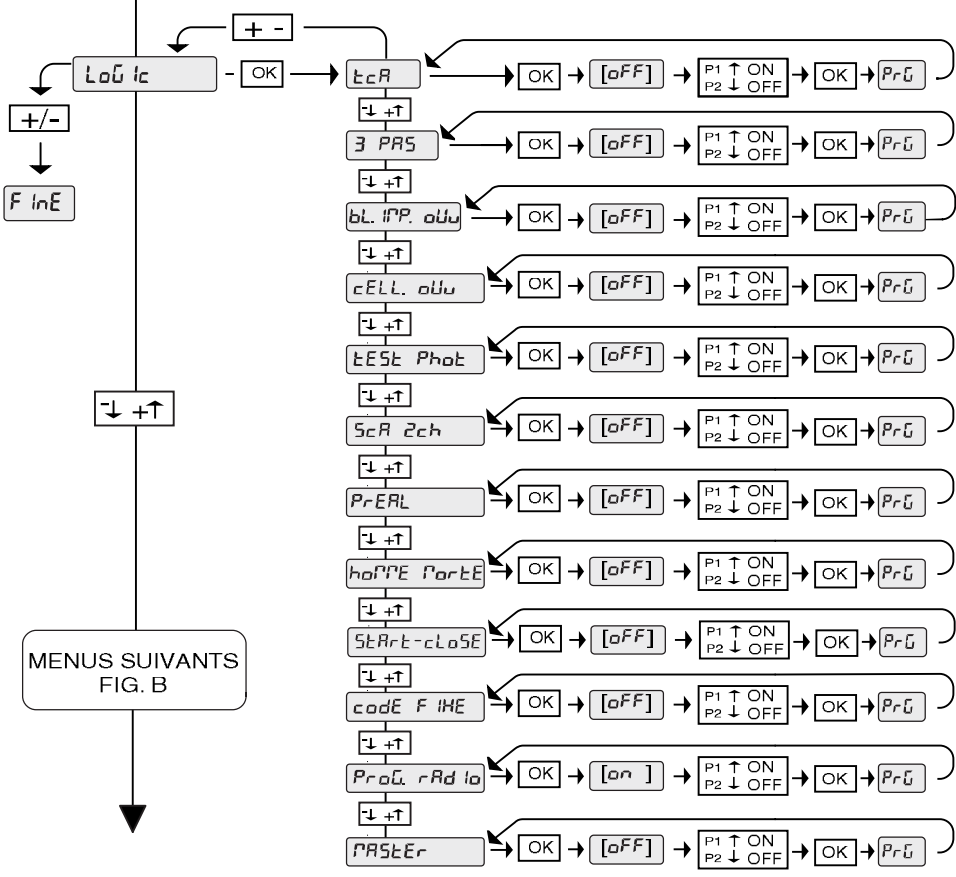 + -
LoGIc - OK
tcA OK [oFF] P1 ↑ ON P2 ↓ OFF OK PrG
+/-
-↓ +↑
3 PAS OK [oFF] P1 ↑ ON P2 ↓ OFF OK PrG
-↓ +↑
FInE
bL. IMP. oUv OK [oFF] P1 ↑ ON P2 ↓ OFF OK PrG
-↓ +↑
cELL. oUv OK [oFF] P1 ↑ ON P2 ↓ OFF OK PrG
-↓ +↑
tESt Phot OK [oFF] P1 ↑ ON P2 ↓ OFF OK PrG
-↓ +↑
-↓ +↑
ScA 2ch OK [oFF] P1 ↑ ON P2 ↓ OFF OK PrG
-↓ +↑
PrEAL OK [oFF] P1 ↑ ON P2 ↓ OFF OK PrG
-↓ +↑
hoMME MortE OK [oFF] P1 ↑ ON P2 ↓ OFF OK PrG
-↓ +↑
StArt-cLoSE OK [oFF] P1 ↑ ON P2 ↓ OFF OK PrG
MENUS SUIVANTS
FIG. B
-↓ +↑
codE FIHE OK [oFF] P1 ↑ ON P2 ↓ OFF OK PrG
-↓ +↑
ProG. rAdIo OK [on ] P1 ↑ ON P2 ↓ OFF OK PrG
-↓ +↑
MAStEr OK [oFF] P1 ↑ ON P2 ↓ OFF OK PrG